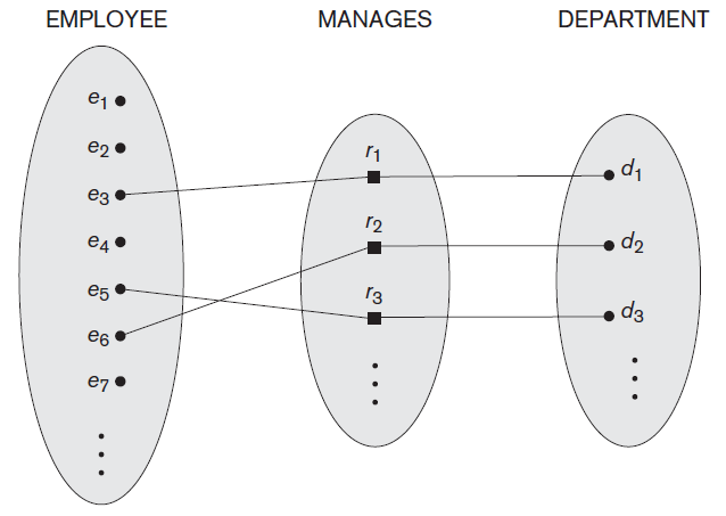 EMPLOYEE
MANAGES
DEPARTMENT
e1
e2
e3
e4
e5
e6
e7
r1
r2
r3
d1
d2
d3